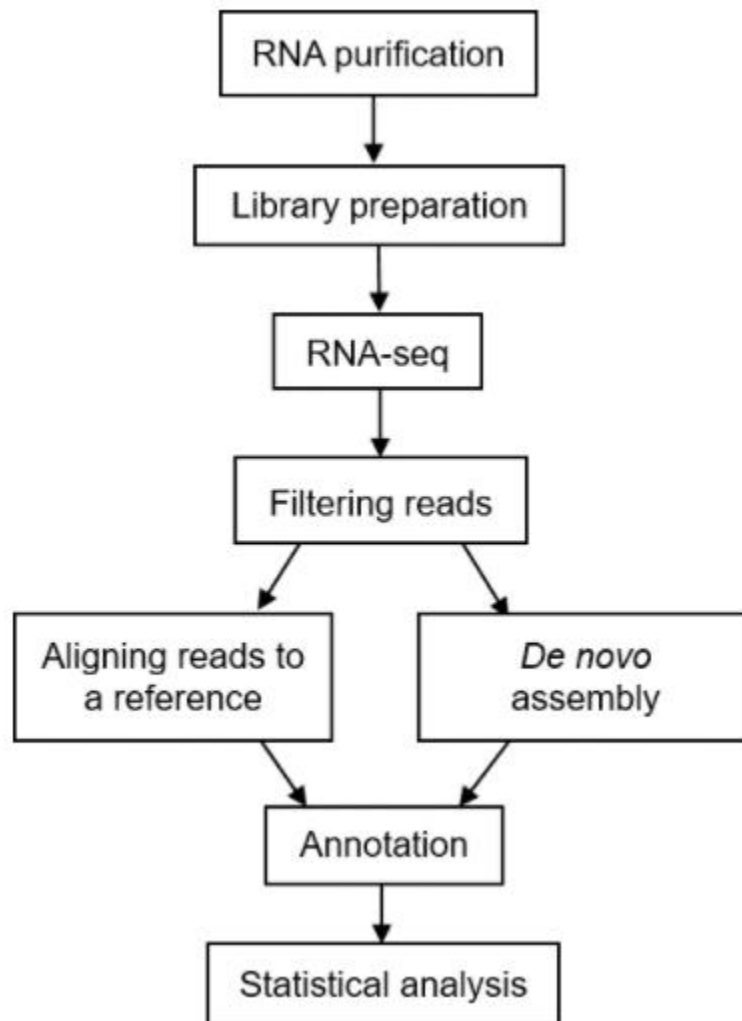 RNA purification
Library preparation
RNA-seq
Filtering reads
Aligning reads to
a reference
De novo
assembly
Annotation
Statistical analysis